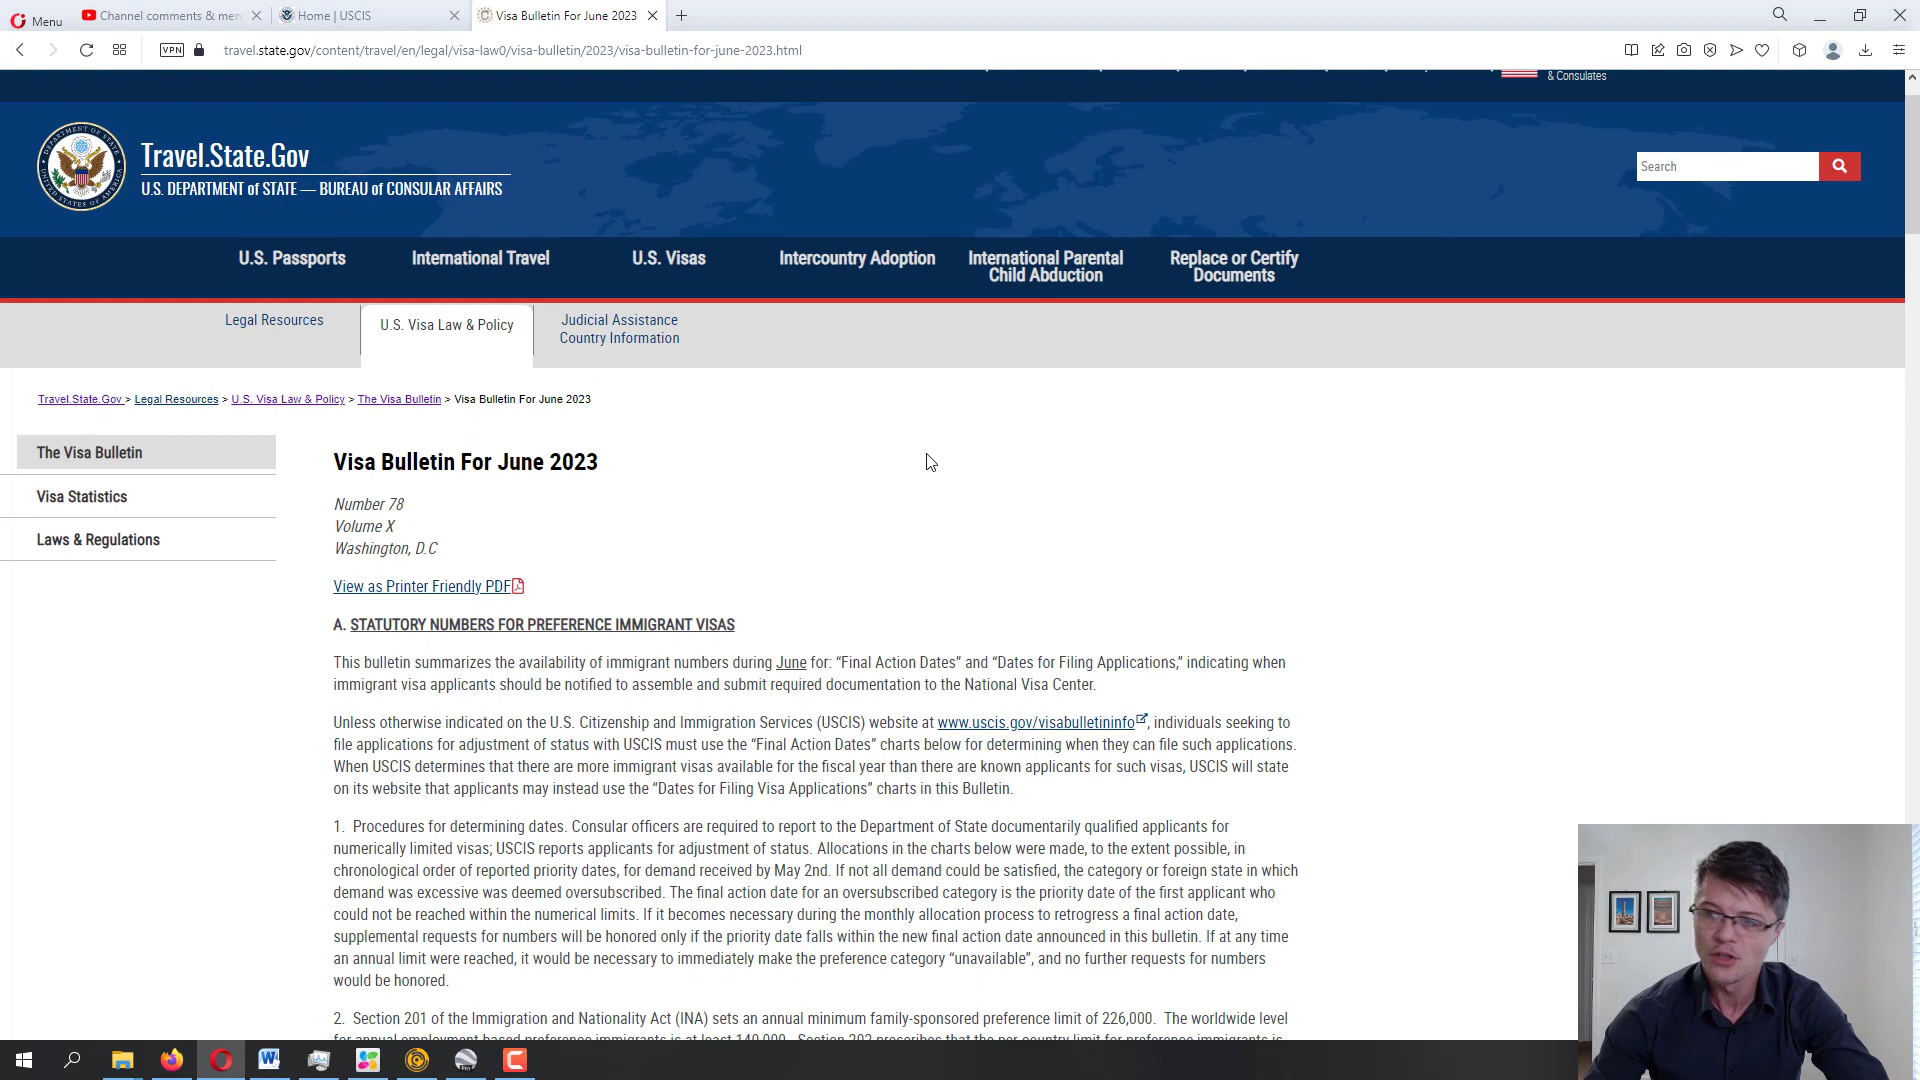 Menu
Channel comments & men
Home | USCIS
Visa Bulletin For June 2023
VPN
travel.state.gov/content/travel/en/legal/visa-law0/visa-bulletin/2023/visa-bulletin-for-june-2023.html
& Consulates
Travel.State.Gov
U.S. DEPARTMENT of STATE — BUREAU of CONSULAR AFFAIRS
Search
U.S. Passports
International Travel
U.S. Visas
Intercountry Adoption
International Parental
Child Abduction
Replace or Certify
Documents
Legal Resources
U.S. Visa Law & Policy
Judicial Assistance
Country Information
Travel.State.Gov > Legal Resources > U.S. Visa Law & Policy > The Visa Bulletin > Visa Bulletin For June 2023
The Visa Bulletin
Visa Statistics
Laws & Regulations
Visa Bulletin For June 2023
Number 78
Volume X
Washington, D.C
View as Printer Friendly PDF
A. STATUTORY NUMBERS FOR PREFERENCE IMMIGRANT VISAS
This bulletin summarizes the availability of immigrant numbers during June for: “Final Action Dates” and “Dates for Filing Applications,” indicating when
immigrant visa applicants should be notified to assemble and submit required documentation to the National Visa Center.
Unless otherwise indicated on the U.S. Citizenship and Immigration Services (USCIS) website at www.uscis.gov/visabulletininfo, individuals seeking to
file applications for adjustment of status with USCIS must use the “Final Action Dates” charts below for determining when they can file such applications.
When USCIS determines that there are more immigrant visas available for the fiscal year than there are known applicants for such visas, USCIS will state
on its website that applicants may instead use the “Dates for Filing Visa Applications” charts in this Bulletin.
1. Procedures for determining dates. Consular officers are required to report to the Department of State documentarily qualified applicants for
numerically limited visas; USCIS reports applicants for adjustment of status. Allocations in the charts below were made, to the extent possible, in
chronological order of reported priority dates, for demand received by May 2nd. If not all demand could be satisfied, the category or foreign state in which
demand was excessive was deemed oversubscribed. The final action date for an oversubscribed category is the priority date of the first applicant who
could not be reached within the numerical limits. If it becomes necessary during the monthly allocation process to retrogress a final action date,
supplemental requests for numbers will be honored only if the priority date falls within the new final action date announced in this bulletin. If at any time
an annual limit were reached, it would be necessary to immediately make the preference category “unavailable”, and no further requests for numbers
would be honored.
2. Section 201 of the Immigration and Nationality Act (INA) sets an annual minimum family-sponsored preference limit of 226,000. The worldwide level
for annual employment-based preference immigrants is at least 140,000. Section 202 prescribes that the per-country limit for preference immigrants is